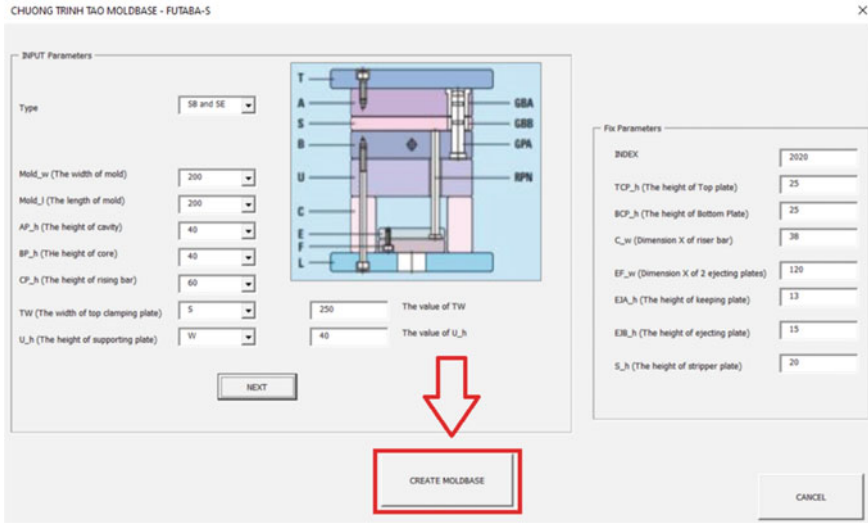 CHUONG TRINH TAO MOLDBASE - FUTABA-S
INPUT Parameters
Type
SB and SE
Mold_w (The width of mold)
200
Mold_l (The length of mold)
200
AP_h (The height of cavity)
40
BP_h (THe height of core)
40
CP_h (The height of rising bar)
60
TW (The width of top clamping plate)
S
250
The value of TW
U_h (The height of supporting plate)
W
40
The value of U_h
NEXT
T
A
S
B
U
C
E
F
L
GBA
GBB
GPA
RPN
Fix Parameters
INDEX
2020
TCP_h (The height of Top plate)
25
BCP_h (The height of Bottom Plate)
25
C_w (Dimension X of riser bar)
38
EF_w (Dimension X of 2 ejecting plates)
120
EJA_h (The height of keeping plate)
13
EJB_h (The height of ejecting plate)
15
S_h (The height of stripper plate)
20
CREATE MOLDBASE
CANCEL